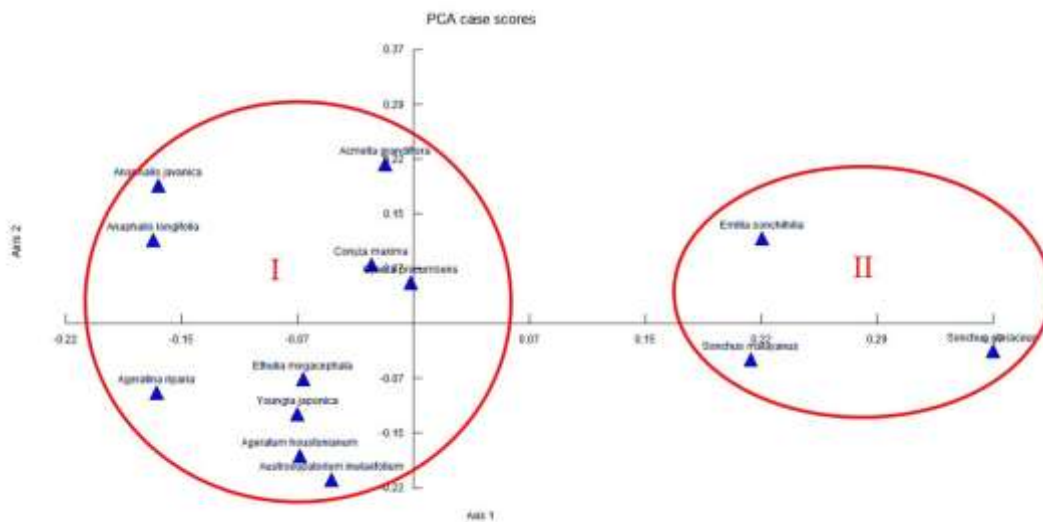 PCA case scores
0.37
0.29
Acmella grandiflora
0.22
Anaphalis javanica
0.15
Anaphalis longifolia
Emilia sonchifolia
Conyza maxima
0.07
I
II
-0.22
-0.15
-0.07
0.07
0.15
0.22
0.29
Axis 2
Sonchus malayanus
Ethulia megacephala
-0.07
Ageratina riparia
Youngia japonica
-0.15
Ageratum houstonianum
-0.22
Axis 1